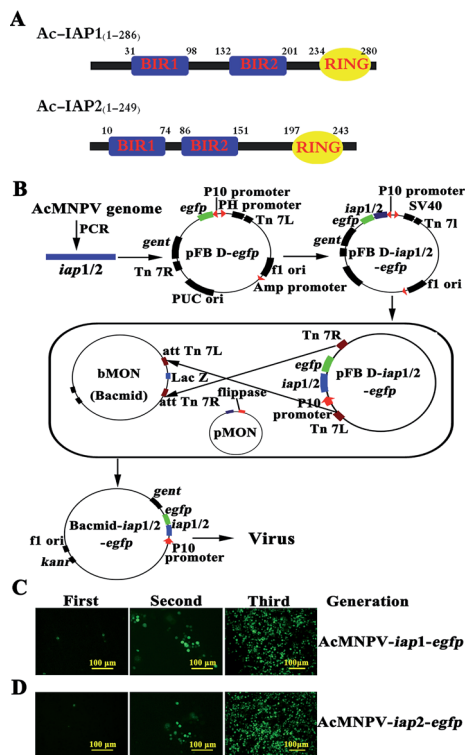 A
Ac-IAP1(1-286)
31 98 132 201 234 280
BIR1 BIR2 RING
Ac-IAP2(1-249)
10 74 86 151 197 243
BIR1 BIR2 RING
B
AcMNPV genome
PCR
iap1/2
P10 promoter
egfp
PH promoter
Tn 7L
gent
pFB D-egfp
Tn 7R
f1 ori
PUC ori
Amp promoter
P10 promoter
iap1/2
SV40
egfp
Tn 7l
gent
pFB D-iap1/2
-egfp
f1 ori
att Tn 7L
bMON
(Bacmid)
Lac Z
att Tn 7R
flippase
pMON
Tn 7R
egfp
iap1/2
pFB D-iap1/2
-egfp
P10
promoter
Tn 7L
gent
egfp
iap1/2
Bacmid-iap1/2
-egfp
f1 ori
kanr
P10
promoter
Virus
C
First Second Third Generation
100 μm 100 μm 100 μm
AcMNPV-iap1-egfp
D
100 μm 100 μm 100 μm
AcMNPV-iap2-egfp